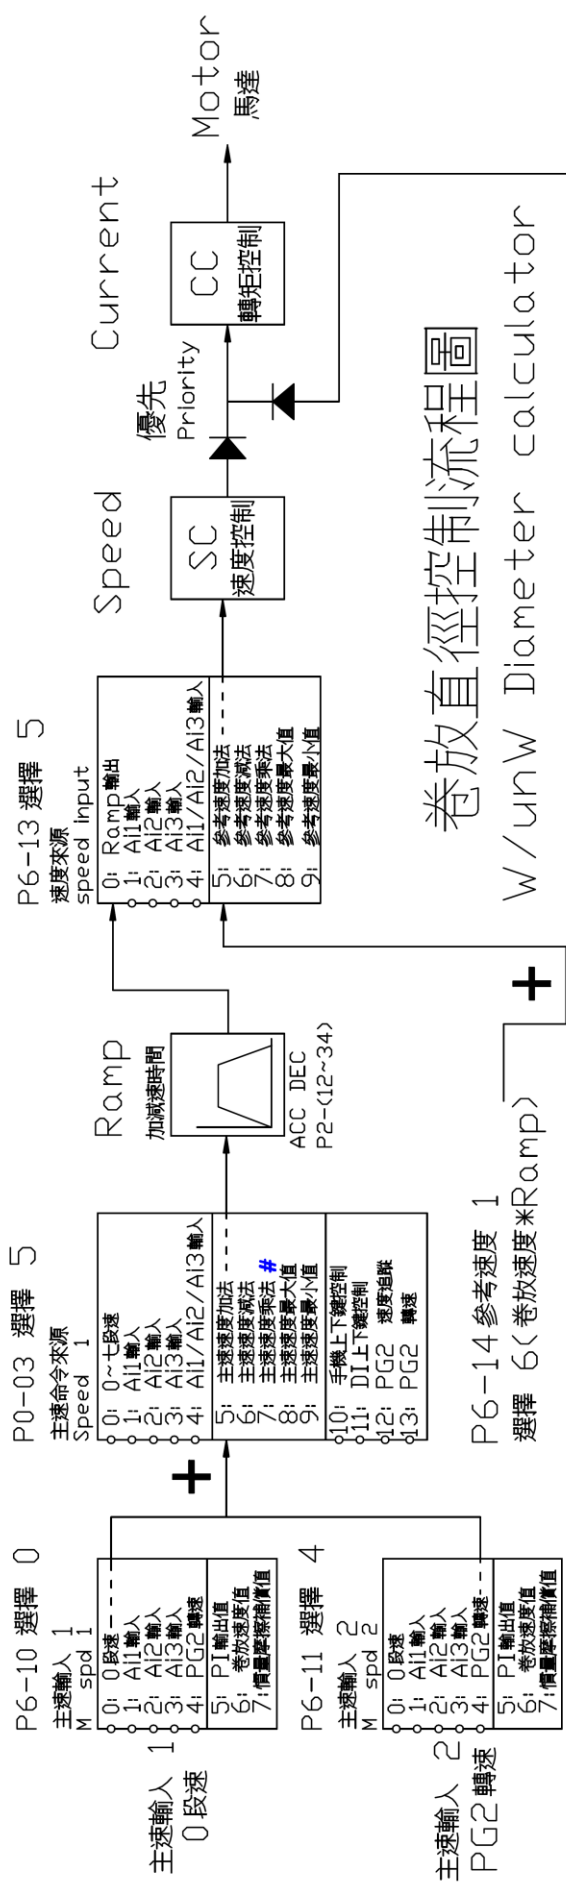 P6-10 選擇 0
主速輸入 1
M spd 1
0: 0段速
1: Ai1輸入
2: Ai2輸入
3: Ai3輸入
4: PG2轉速
5: PI輸出值
6: 卷放速度值
7: 慣量摩擦補償值
主速輸入 1
0段速
P6-11 選擇 4
主速輸入 2
M spd 2
0: 0段速
1: Ai1輸入
2: Ai2輸入
3: Ai3輸入
4: PG2轉速
5: PI輸出值
6: 卷放速度值
7: 慣量摩擦補償值
主速輸入 2
PG2轉速
+
P0-03 選擇 5
主速命令來源
Speed 1
0: 0~七段速
1: Ai1輸入
2: Ai2輸入
3: Ai3輸入
4: Ai1/Ai2/Ai3輸入
5: 主速速度加法
6: 主速速度減法
7: 主速速度乘法 #
8: 主速速度最大值
9: 主速速度最小值
10: 手機上下鍵控制
11: DI上下鍵控制
12: PG2 速度追蹤
13: PG2 轉速
Ramp
加減速時間
ACC DEC
P2-(12~34)
P6-14參考速度 1
選擇 6(卷放速度*Ramp)
+
P6-13 選擇 5
速度來源
speed input
0: Ramp輸出
1: Ai1輸入
2: Ai2輸入
3: Ai3輸入
4: Ai1/Ai2/Ai3輸入
5: 參考速度加法
6: 參考速度減法
7: 參考速度乘法
8: 參考速度最大值
9: 參考速度最小值
Speed
SC
速度控制
優先
Priority
Current
CC
轉矩控制
Motor
馬達
卷放直徑控制流程圖
W/unW Diameter calculator